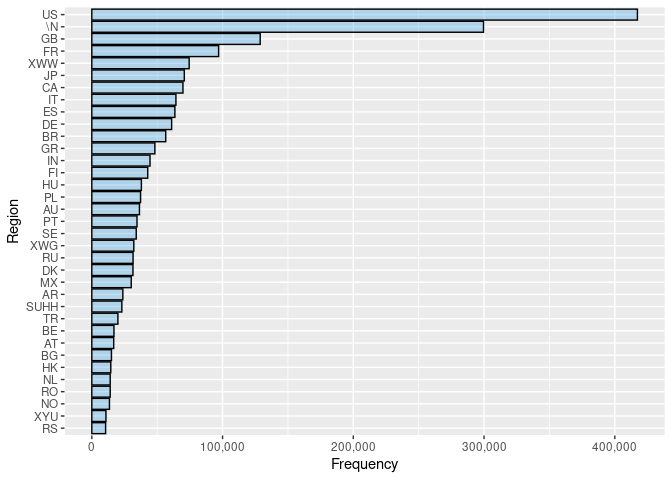 US
\N
GB
FR
XWW
JP
CA
IT
ES
DE
BR
GR
IN
FI
HU
PL
AU
PT
SE
XWG
RU
DK
MX
AR
SUHH
TR
BE
AT
BG
HK
NL
RO
NO
XYU
RS
Region
0 100,000 200,000 300,000 400,000
Frequency